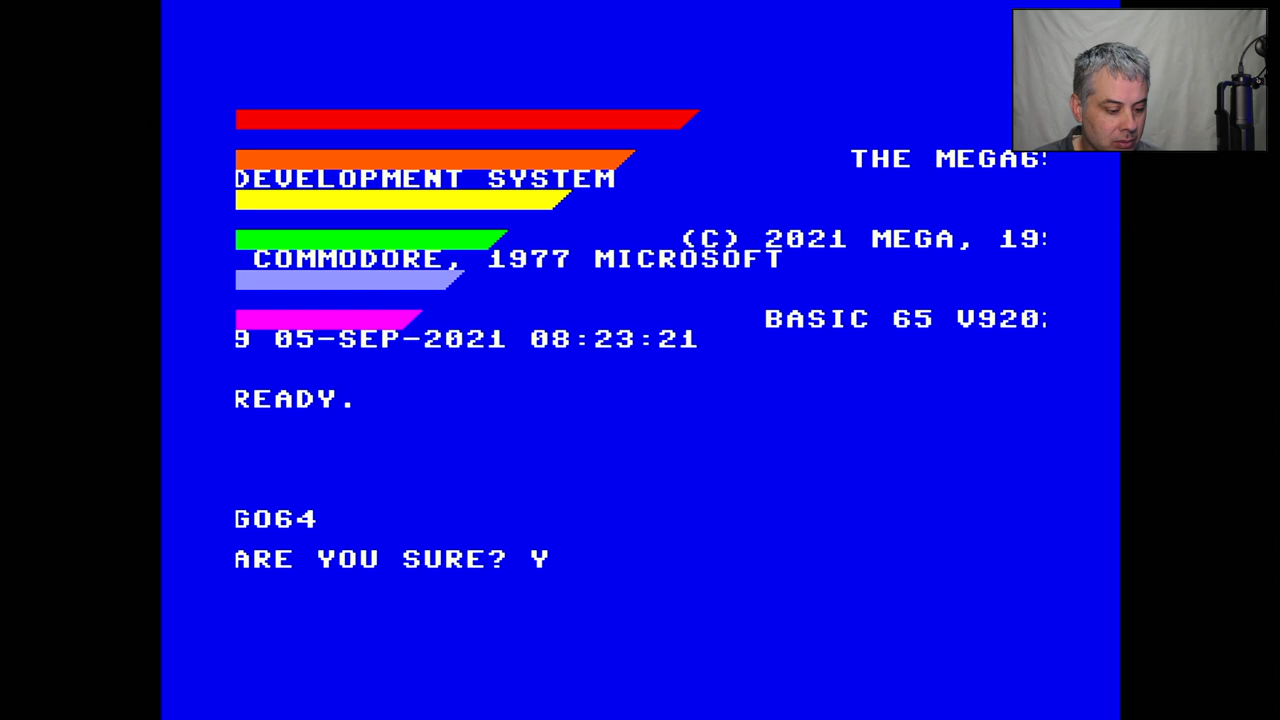 THE MEGA6
DEVELOPMENT SYSTEM
(C) 2021 MEGA, 19
COMMODORE, 1977 MICROSOFT
BASIC 65 V920
9 05-SEP-2021 08:23:21
READY.
GO64
ARE YOU SURE? Y